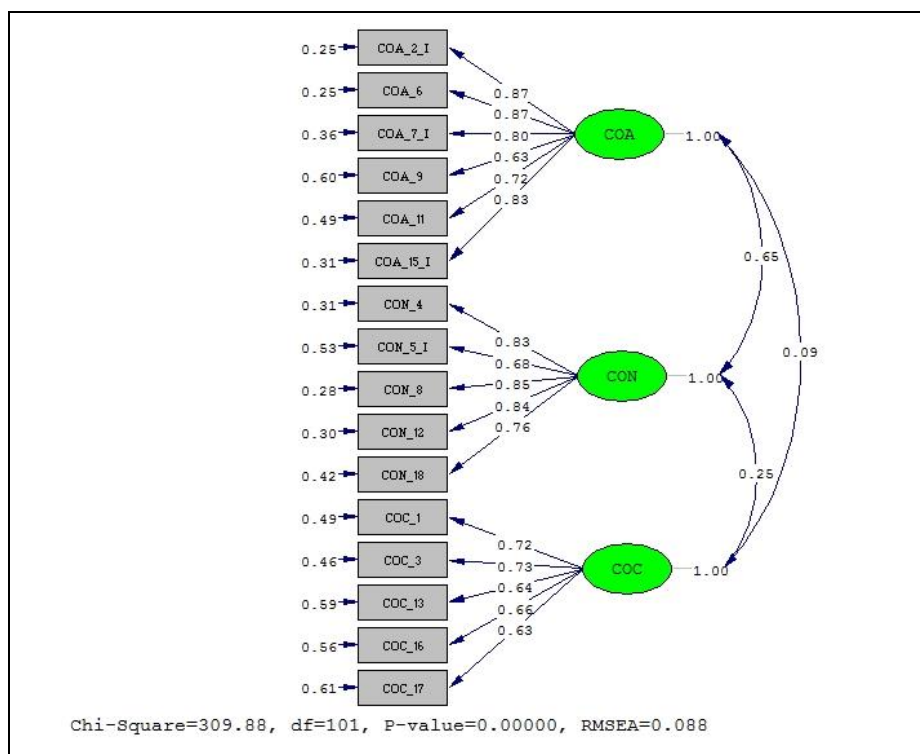 0.25 COA_2_I
0.25 COA_6
0.36 COA_7_I
0.60 COA_9
0.49 COA_11
0.31 COA_15_I
0.31 CON_4
0.53 CON_5_I
0.28 CON_8
0.30 CON_12
0.42 CON_18
0.49 COC_1
0.46 COC_3
0.59 COC_13
0.56 COC_16
0.61 COC_17
0.87
0.87
0.80
0.63
0.72
0.83
COA 1.00
0.83
0.68
0.85
0.84
0.76
CON 1.00
0.72
0.73
0.64
0.66
0.63
COC 1.00
0.65
0.09
0.25
Chi-Square=309.88, df=101, P-value=0.00000, RMSEA=0.088